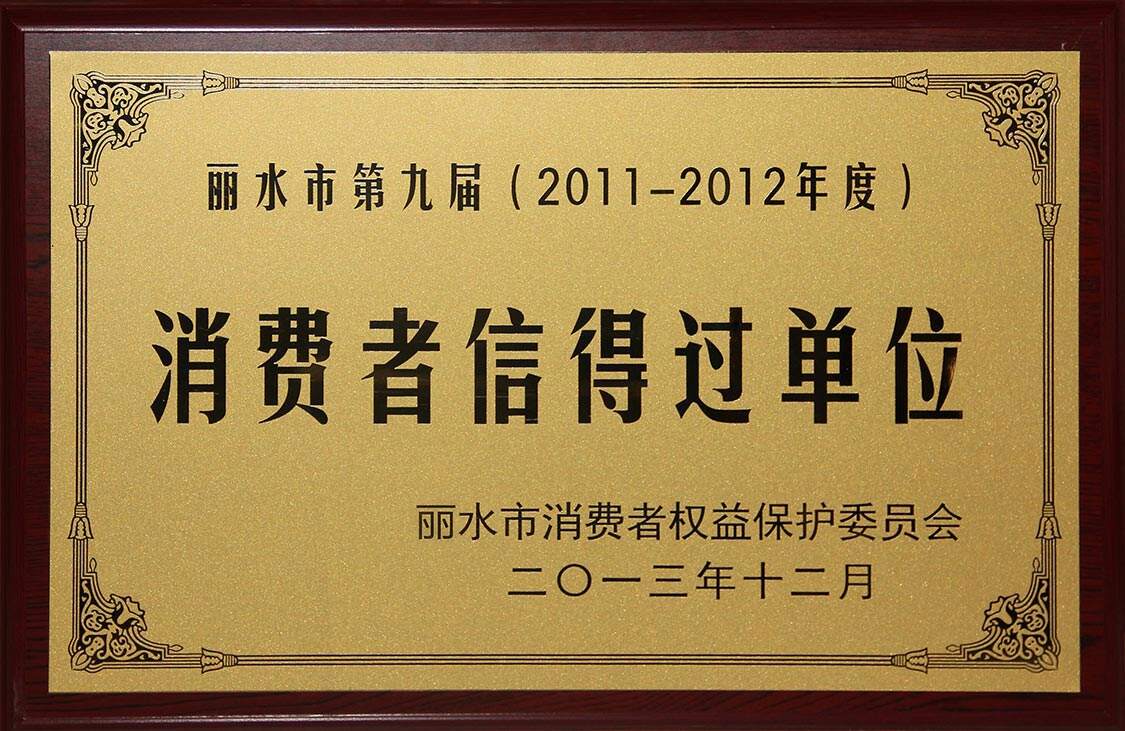 丽水市第九届（2011-2012年度）
消费者信得过单位
丽水市消费者权益保护委员会
二〇一三年十二月